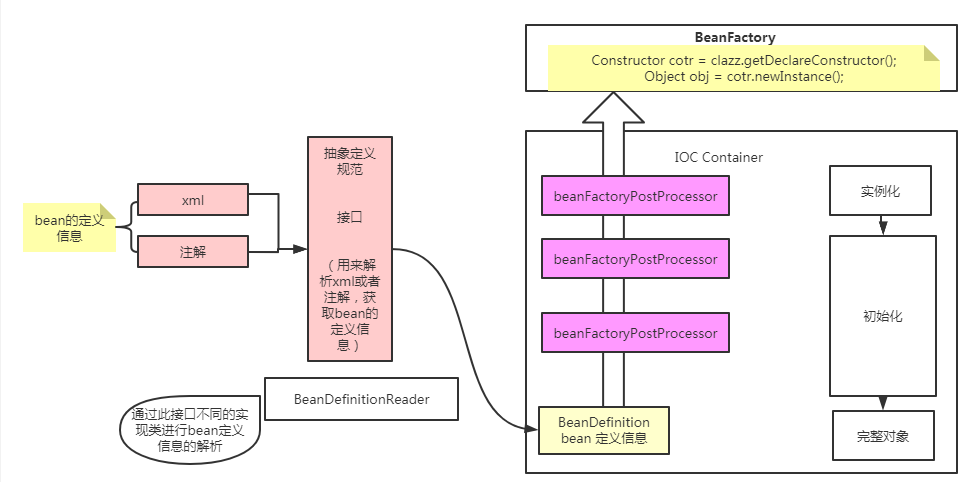 BeanFactory
Constructor cotr = clazz.getDeclareConstructor();
Object obj = cotr.newInstance();
IOC Container
抽象定义
规范
接口
（用来解
析xml或者
注解，获
取bean的
定义信
息）
bean的定义
信息
xml
注解
beanFactoryPostProcessor
beanFactoryPostProcessor
beanFactoryPostProcessor
实例化
初始化
完整对象
BeanDefinitionReader
通过此接口不同的实
现类进行bean定义
信息的解析
BeanDefinition
bean 定义信息